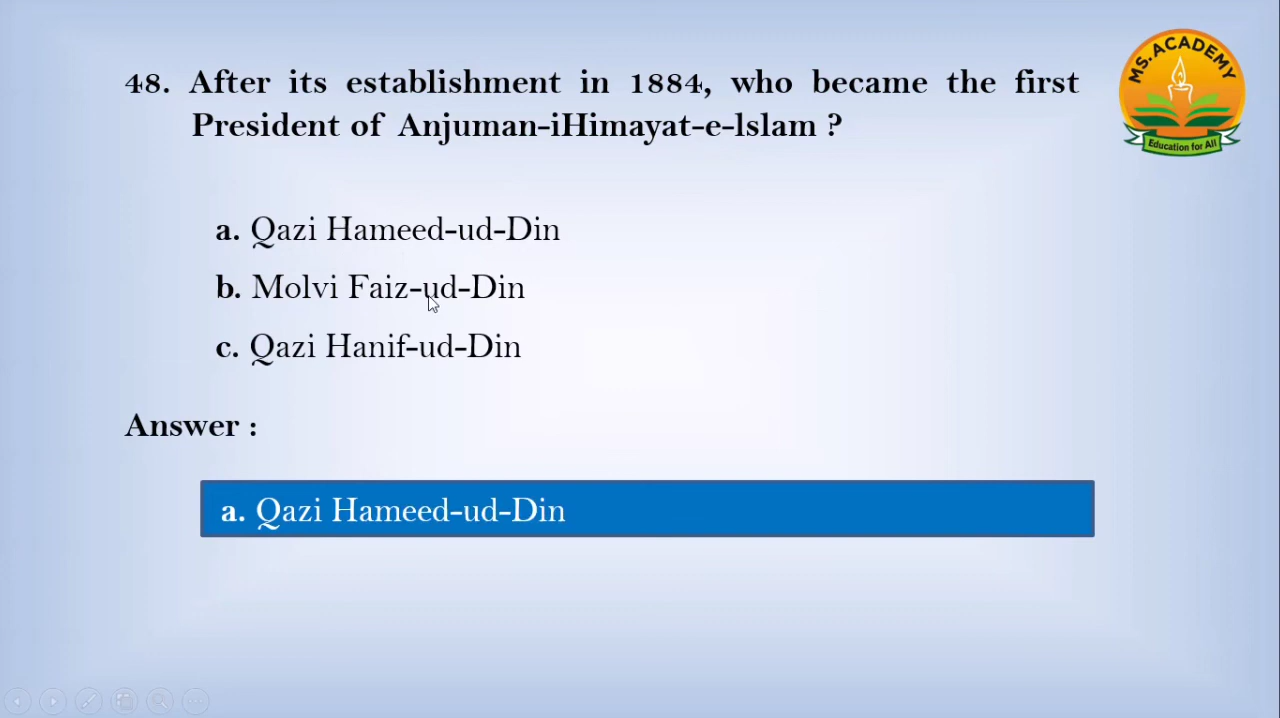 48. After its establishment in 1884, who became the first
President of Anjuman-iHimayat-e-lslam ?
MS. ACADEMY
Education for All
a. Qazi Hameed-ud-Din
b. Molvi Faiz-ud-Din
c. Qazi Hanif-ud-Din
Answer :
a. Qazi Hameed-ud-Din